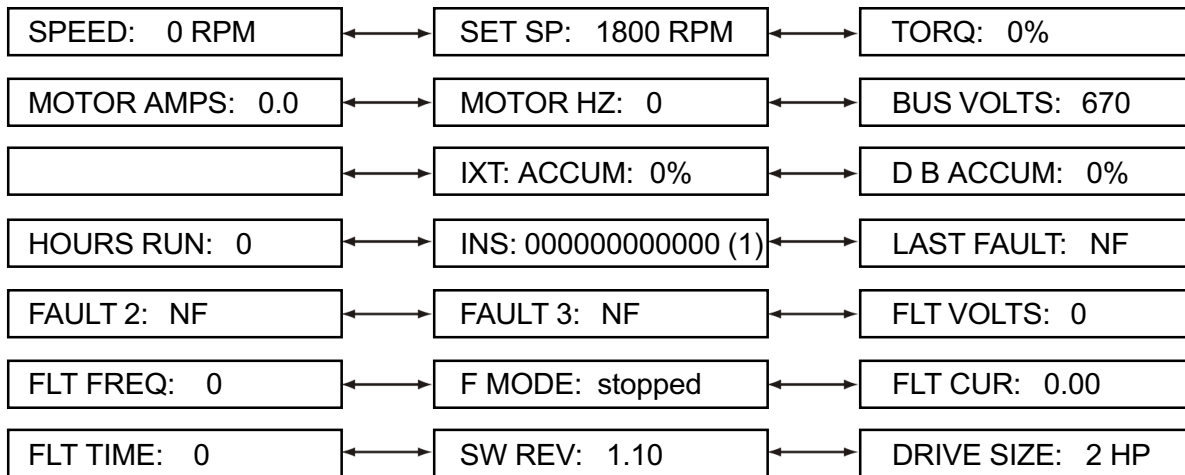 SPEED: 0 RPM SET SP: 1800 RPM TORQ: 0%
MOTOR AMPS: 0.0 MOTOR HZ: 0 BUS VOLTS: 670
IXT: ACCUM: 0% D B ACCUM: 0%
HOURS RUN: 0 INS: 000000000000 (1) LAST FAULT: NF
FAULT 2: NF FAULT 3: NF FLT VOLTS: 0
FLT FREQ: 0 F MODE: stopped FLT CUR: 0.00
FLT TIME: 0 SW REV: 1.10 DRIVE SIZE: 2 HP